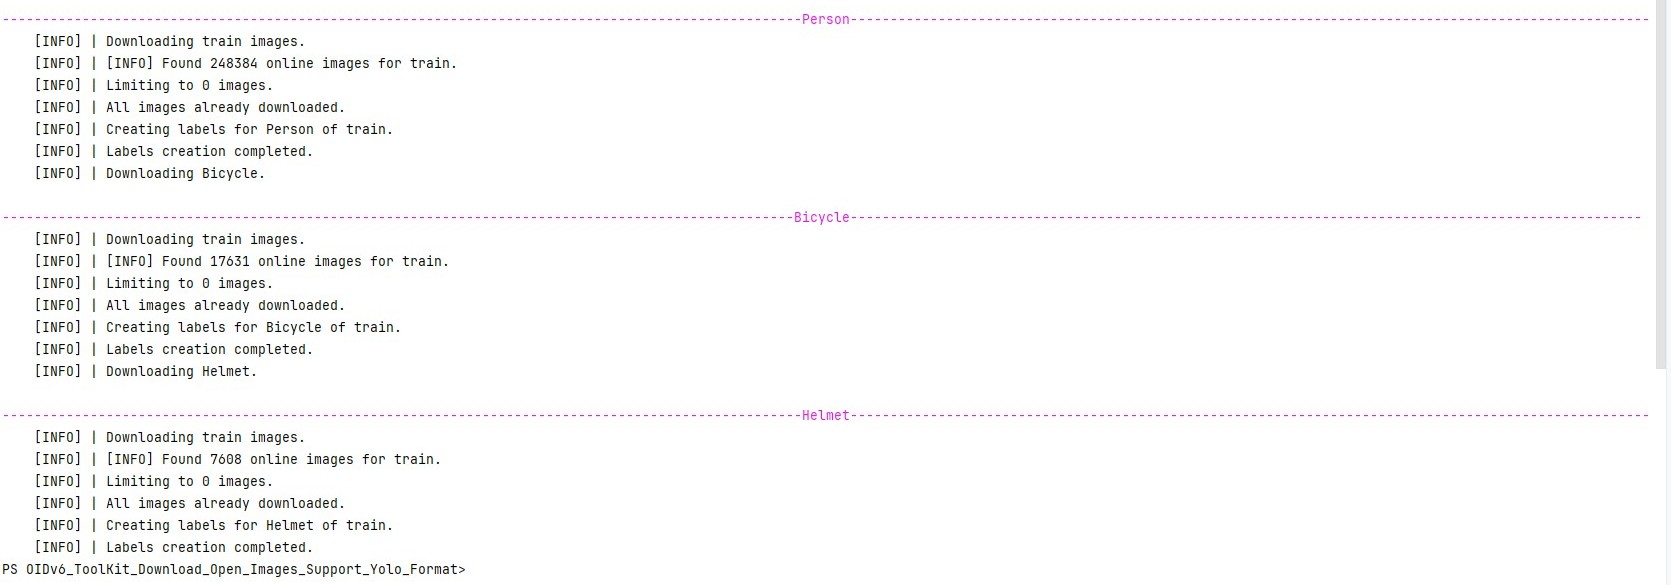 ----------------------------------------------------------------------------------------------------Person----------------------------------------------------------------------------------------------------
[INFO] | Downloading train images.
[INFO] | [INFO] Found 248384 online images for train.
[INFO] | Limiting to 0 images.
[INFO] | All images already downloaded.
[INFO] | Creating labels for Person of train.
[INFO] | Labels creation completed.
[INFO] | Downloading Bicycle.
---------------------------------------------------------------------------------------------------Bicycle---------------------------------------------------------------------------------------------------
[INFO] | Downloading train images.
[INFO] | [INFO] Found 17631 online images for train.
[INFO] | Limiting to 0 images.
[INFO] | All images already downloaded.
[INFO] | Creating labels for Bicycle of train.
[INFO] | Labels creation completed.
[INFO] | Downloading Helmet.
----------------------------------------------------------------------------------------------------Helmet----------------------------------------------------------------------------------------------------
[INFO] | Downloading train images.
[INFO] | [INFO] Found 7608 online images for train.
[INFO] | Limiting to 0 images.
[INFO] | All images already downloaded.
[INFO] | Creating labels for Helmet of train.
[INFO] | Labels creation completed.
PS OIDv6_ToolKit_Download_Open_Images_Support_Yolo_Format>